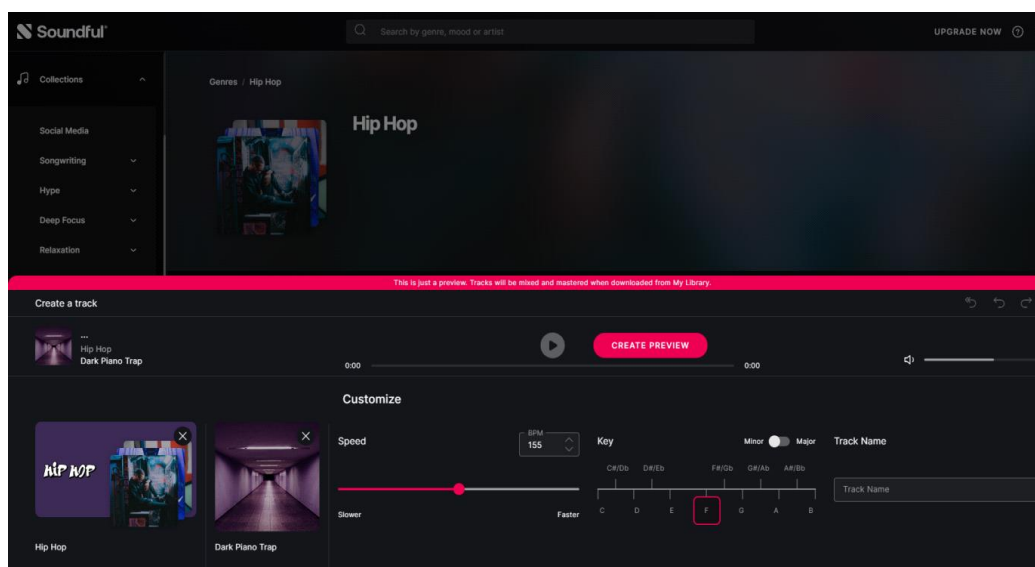 Soundful
Search by genre, mood or artist
UPGRADE NOW ?
Collections
Genres / Hip Hop
Hip Hop
Social Media
Songwriting
Hype
Deep Focus
Relaxation
This is just a preview. Tracks will be mixed and mastered when downloaded from My Library.
Create a track
...
Hip Hop
Dark Piano Trap
CREATE PREVIEW
0:00
0:00
Customize
HIP HOP
Hip Hop
Dark Piano Trap
Speed
BPM
155
Slower
Faster
Key
Minor
Major
C#/Db D#/Eb F#/Gb G#/Ab A#/Bb
C D E F G A B
Track Name
Track Name